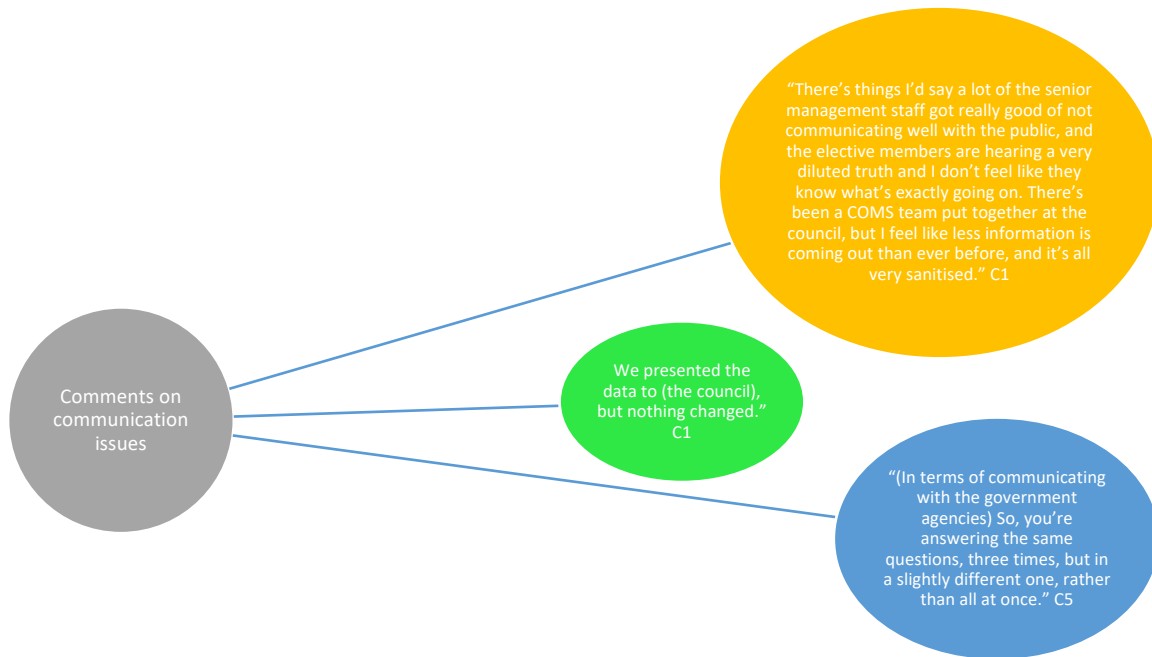 Comments on
communication
issues
“There’s things I’d say a lot of the senior
management staff got really good of not
communicating well with the public, and
the elective members are hearing a very
diluted truth and I don’t feel like they
know what’s exactly going on. There’s
been a COMS team put together at the
council, but I feel like less information is
coming out than ever before, and it’s all
very sanitised.” C1
We presented the
data to (the council),
but nothing changed.”
C1
“(In terms of communicating
with the government
agencies) So, you’re
answering the same
questions, three times, but in
a slightly different one, rather
than all at once.” C5